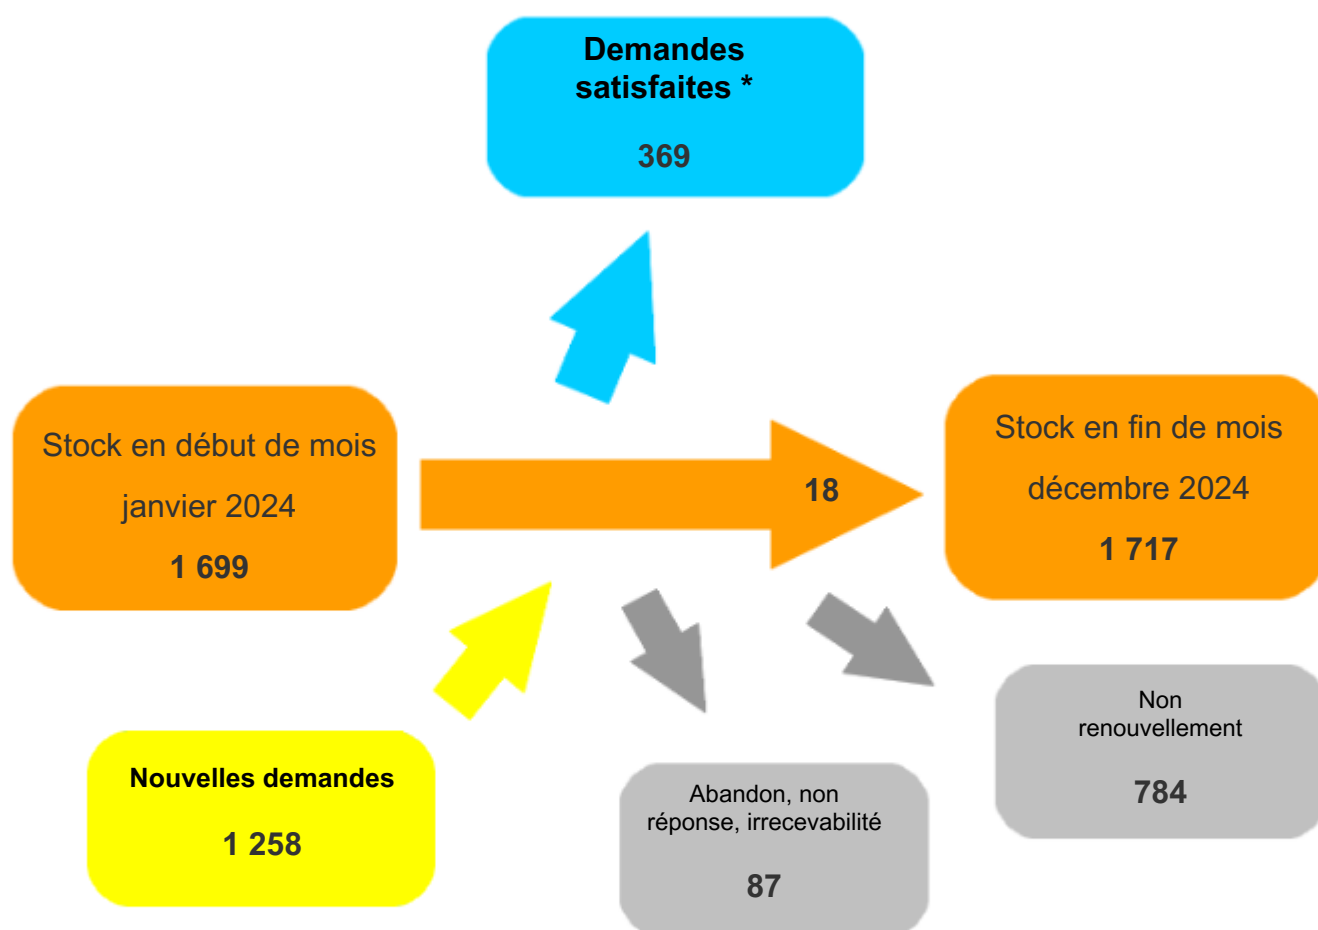 Demandes
satisfaites *
369
Stock en début de mois
janvier 2024
1 699
18
Stock en fin de mois
décembre 2024
1 717
Nouvelles demandes
1 258
Abandon, non
réponse, irrecevabilité
87
Non
renouvellement
784